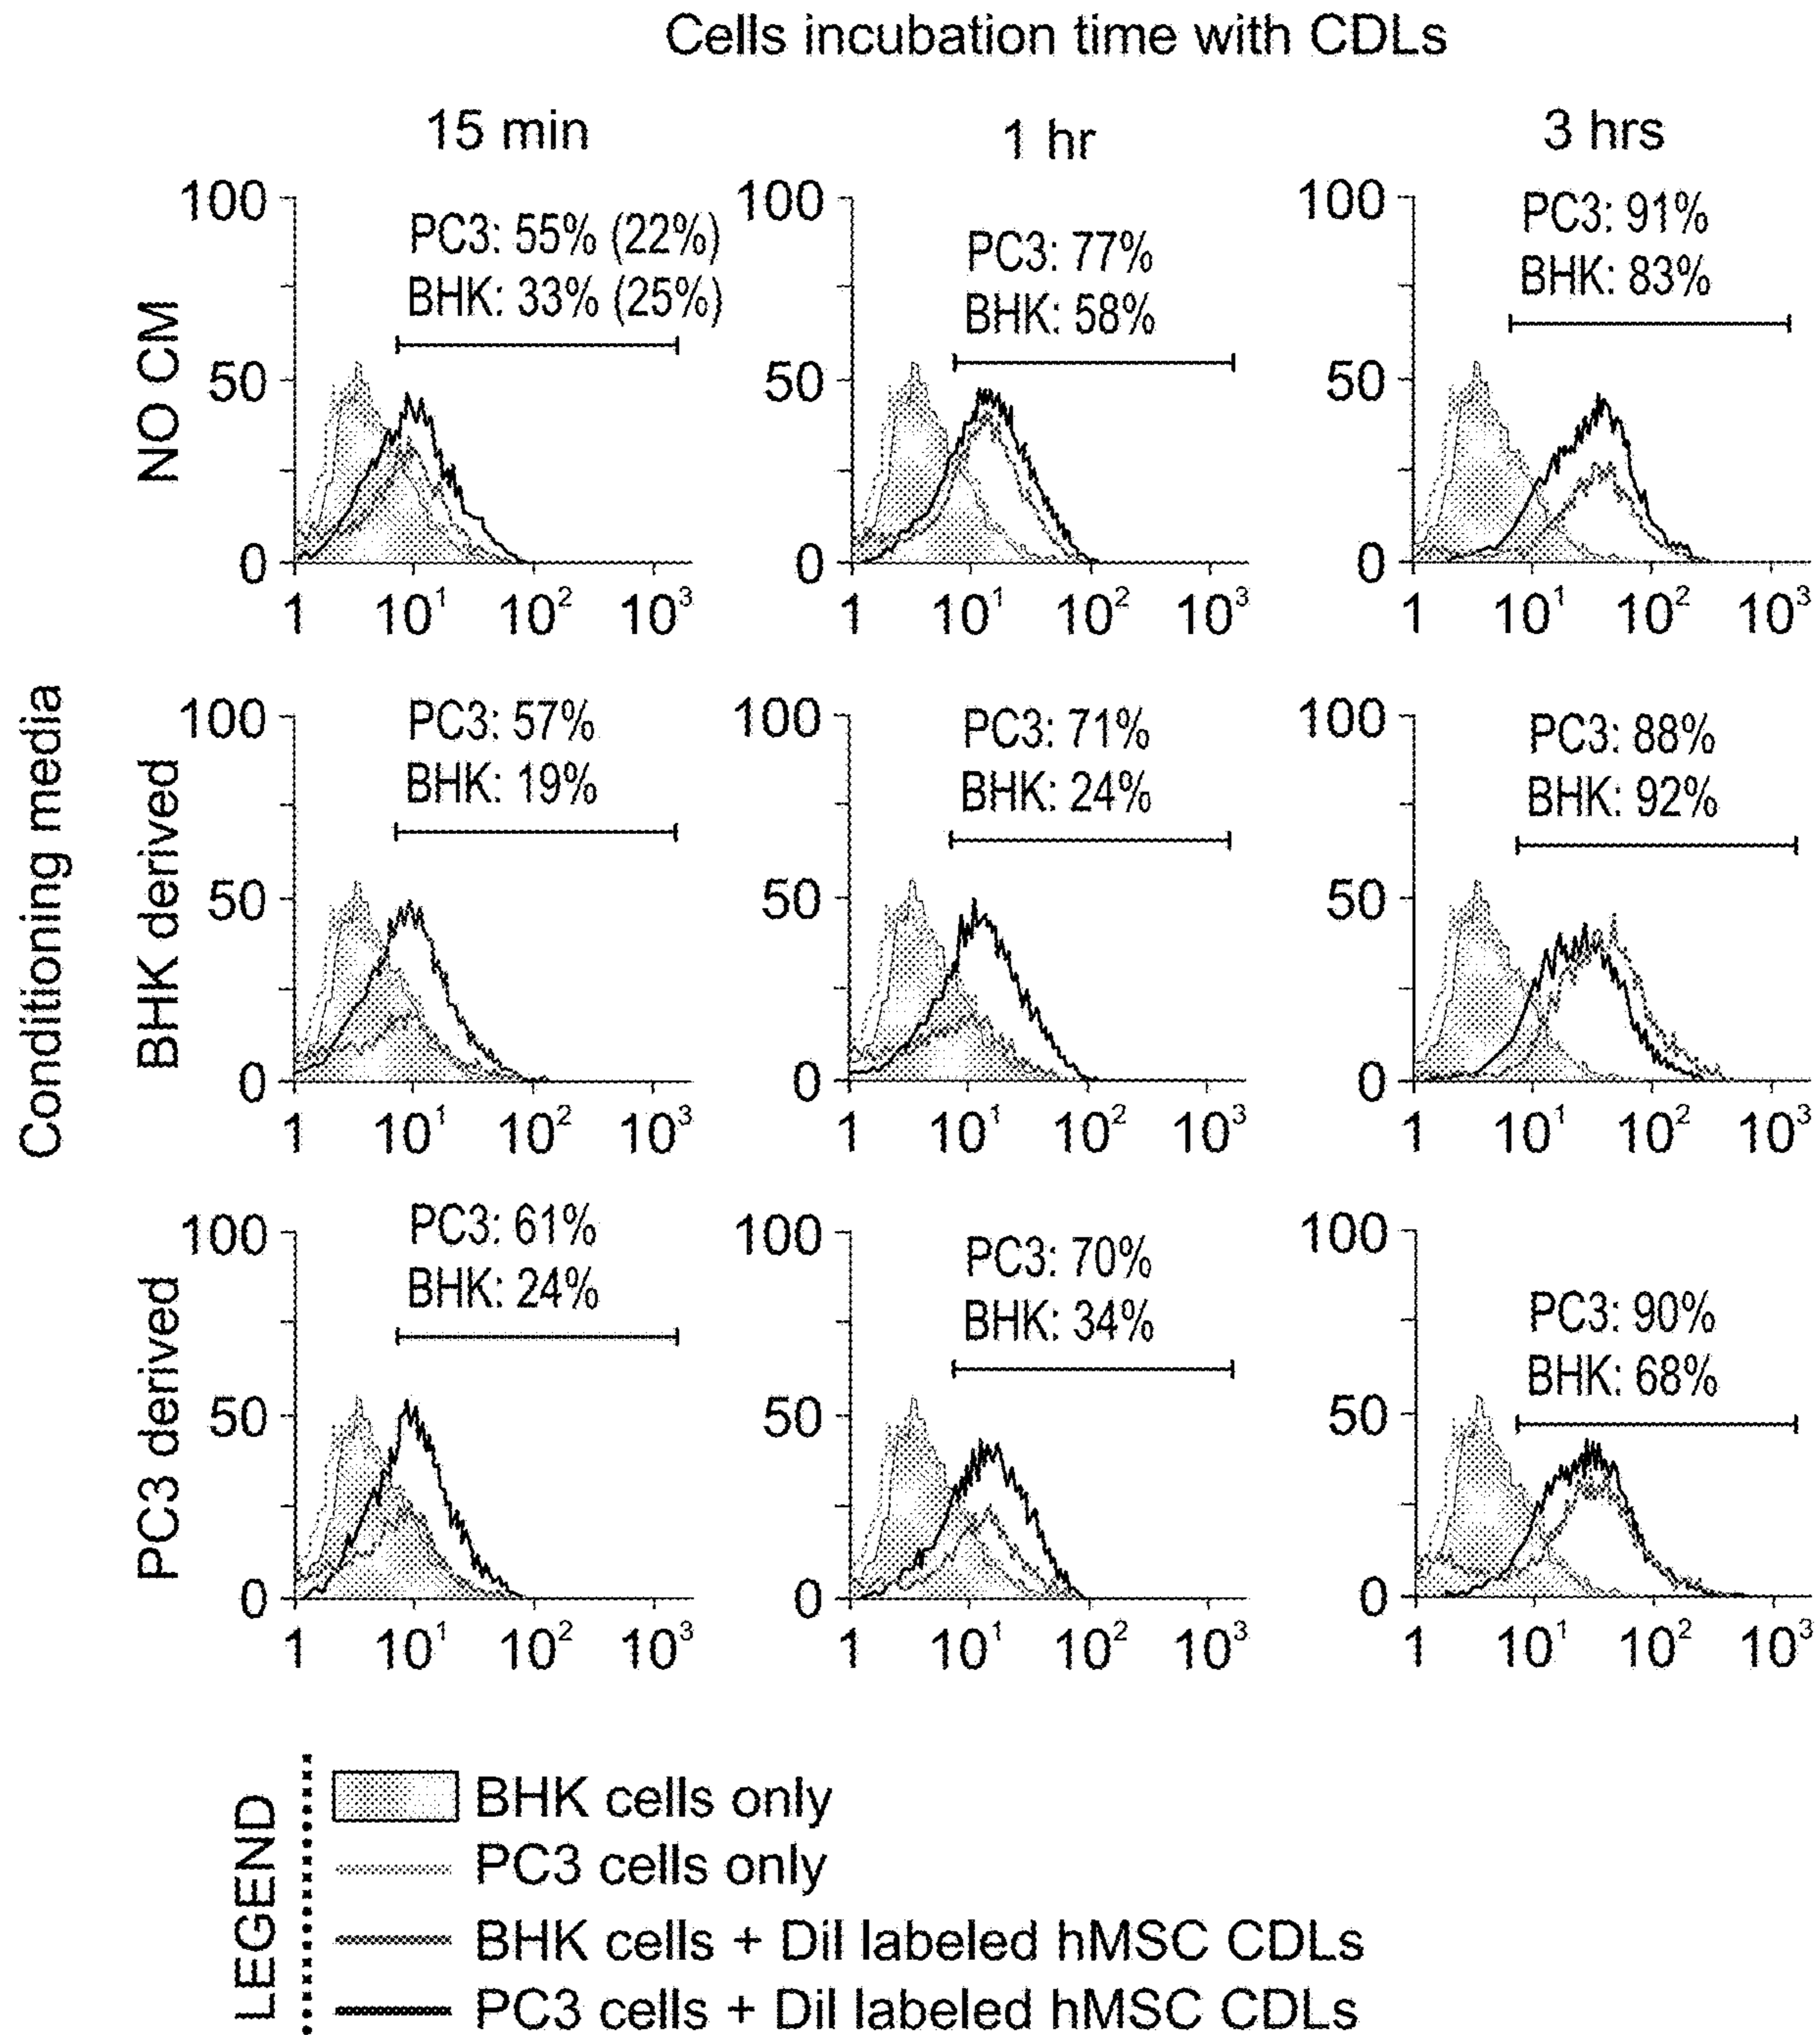 Cells incubation time with CDLs
15 min
1 hr
3 hrs
Conditioning media
NO CM
100
50
0
1 10¹ 10² 10³
PC3: 55% (22%)
BHK: 33% (25%)
100
50
0
1 10¹ 10² 10³
PC3: 77%
BHK: 58%
100
50
0
1 10¹ 10² 10³
PC3: 91%
BHK: 83%
BHK derived
100
50
0
1 10¹ 10² 10³
PC3: 57%
BHK: 19%
100
50
0
1 10¹ 10² 10³
PC3: 71%
BHK: 24%
100
50
0
1 10¹ 10² 10³
PC3: 88%
BHK: 92%
PC3 derived
100
50
0
1 10¹ 10² 10³
PC3: 61%
BHK: 24%
100
50
0
1 10¹ 10² 10³
PC3: 70%
BHK: 34%
100
50
0
1 10¹ 10² 10³
PC3: 90%
BHK: 68%
LEGEND
BHK cells only
PC3 cells only
BHK cells + DiI labeled hMSC CDLs
PC3 cells + DiI labeled hMSC CDLs